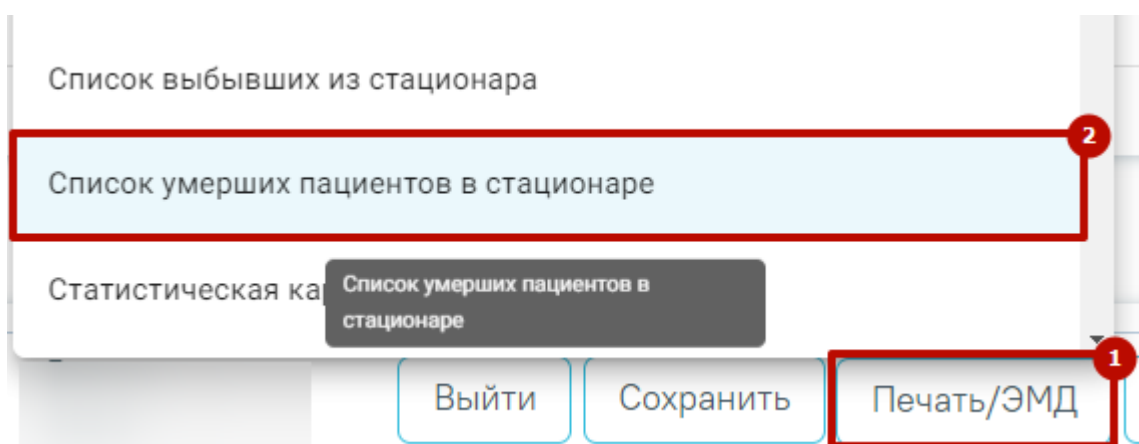 Список выбывших из стационара
2
Список умерших пациентов в стационаре
Статистическая
Список умерших пациентов в
стационаре
1
Выйти Сохранить Печать/ЭМД